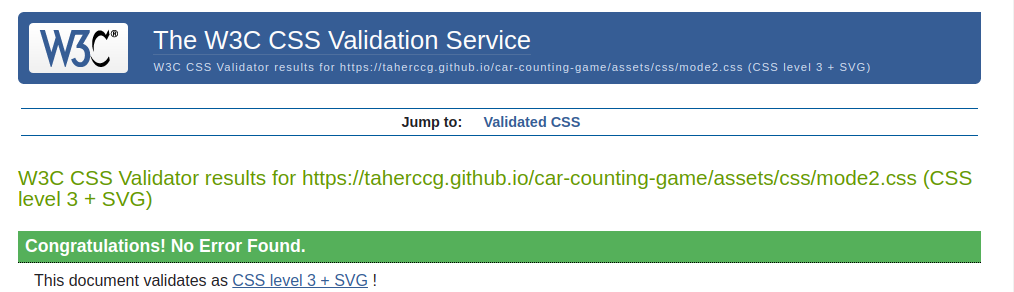 W3C®
The W3C CSS Validation Service
W3C CSS Validator results for https://taherccg.github.io/car-counting-game/assets/css/mode2.css (CSS level 3 + SVG)
Jump to: Validated CSS
W3C CSS Validator results for https://taherccg.github.io/car-counting-game/assets/css/mode2.css (CSS
level 3 + SVG)
Congratulations! No Error Found.
This document validates as CSS level 3 + SVG !